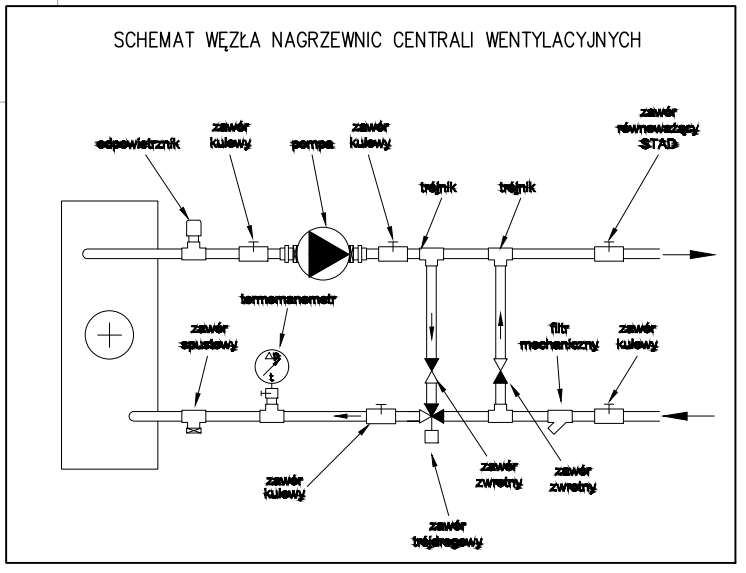 SCHEMAT WĘZŁA NAGRZEWNIC CENTRALI WENTYLACYJNYCH
odpowietrznik
zawór
kulowy
pompa
zawór
kulowy
trójnik
trójnik
zawór
równoważący
STAD
termomanometr
zawór
spustowy
filtr
mechaniczny
zawór
kulowy
zawór
kulowy
zawór
zwrotny
zawór
zwrotny
zawór
trójdrogowy